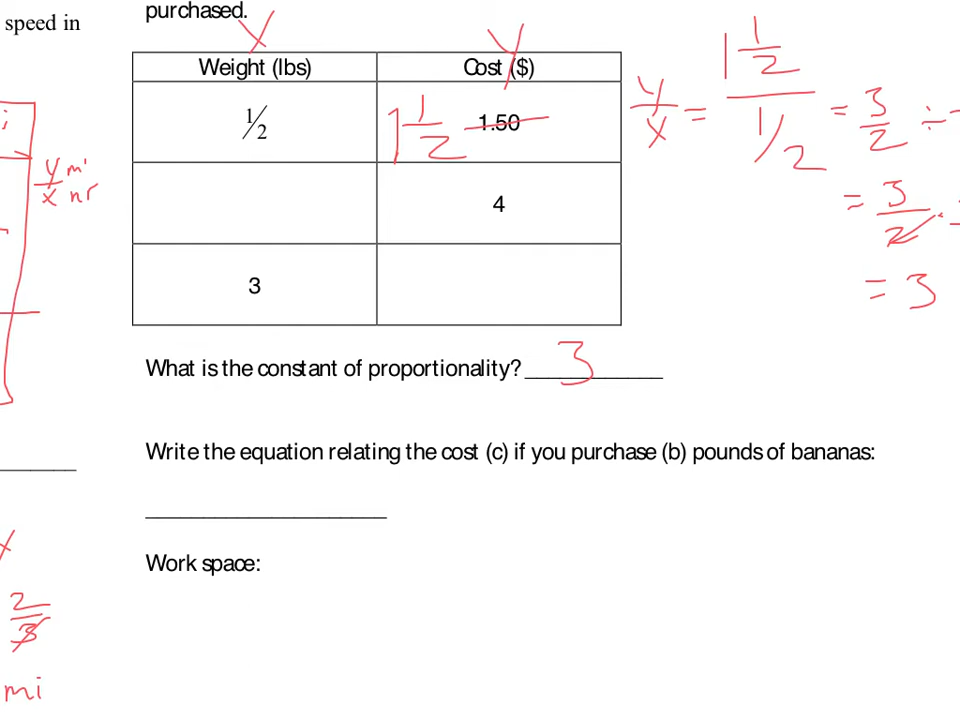 speed in
purchased.
x y
Weight (lbs) Cost ($)
½ 1 1/2 1.50
4
3
y/x = 1 1/2 / 1/2 = 3/2 ÷
= 3/2 ·
= 3
y mi
x hr
What is the constant of proportionality? 3
Write the equation relating the cost (c) if you purchase (b) pounds of bananas:
Work space:
2
3
mi